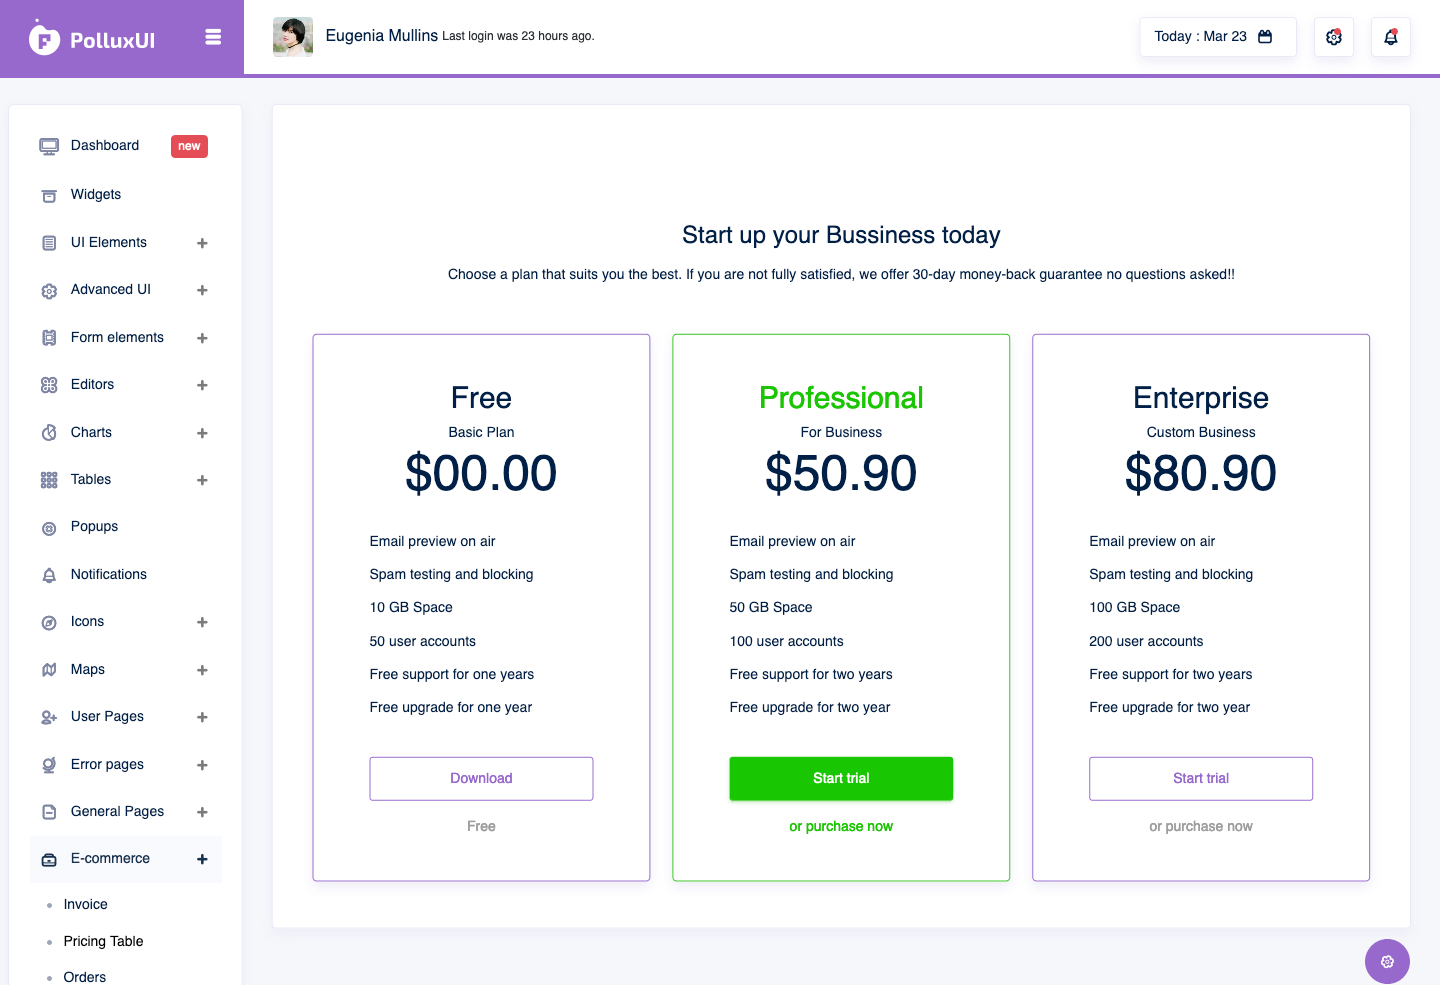 PolluxUI
Eugenia Mullins Last login was 23 hours ago.
Today : Mar 23
Dashboard new
Widgets
UI Elements
Advanced UI
Form elements
Editors
Charts
Tables
Popups
Notifications
Icons
Maps
User Pages
Error pages
General Pages
E-commerce
Invoice
Pricing Table
Orders
Start up your Bussiness today
Choose a plan that suits you the best. If you are not fully satisfied, we offer 30-day money-back guarantee no questions asked!!
Free
Basic Plan
$00.00
Email preview on air
Spam testing and blocking
10 GB Space
50 user accounts
Free support for one years
Free upgrade for one year
Download
Free
Professional
For Business
$50.90
Email preview on air
Spam testing and blocking
50 GB Space
100 user accounts
Free support for two years
Free upgrade for two year
Start trial
or purchase now
Enterprise
Custom Business
$80.90
Email preview on air
Spam testing and blocking
100 GB Space
200 user accounts
Free support for two years
Free upgrade for two year
Start trial
or purchase now